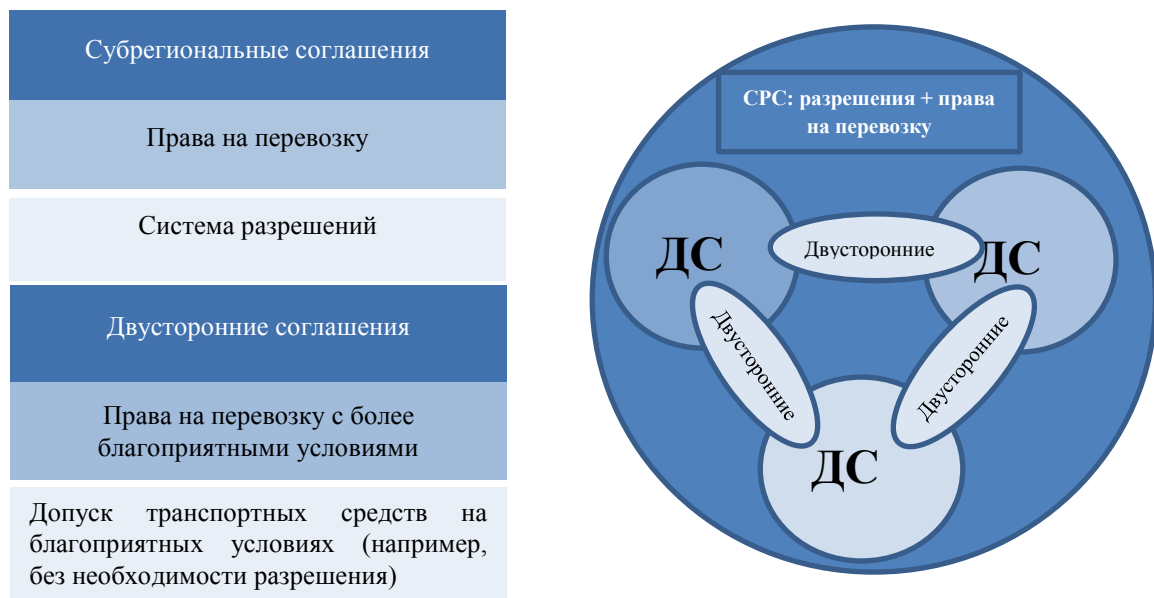 Субрегиональные соглашения
Права на перевозку
Система разрешений
Двусторонние соглашения
Права на перевозку с более
благоприятными условиями
Допуск транспортных средств на
благоприятных условиях (например,
без необходимости разрешения)
СРС: разрешения + права
на перевозку
ДС
Двусторонние
ДС
Двусторонние
Двусторонние
ДС